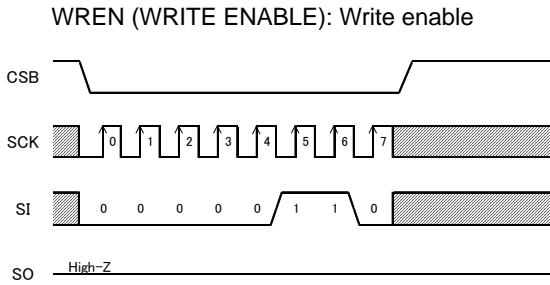 WREN (WRITE ENABLE): Write enable
CSB
SCK 0 1 2 3 4 5 6 7
SI 0 0 0 0 0 1 1 0
SO High-Z